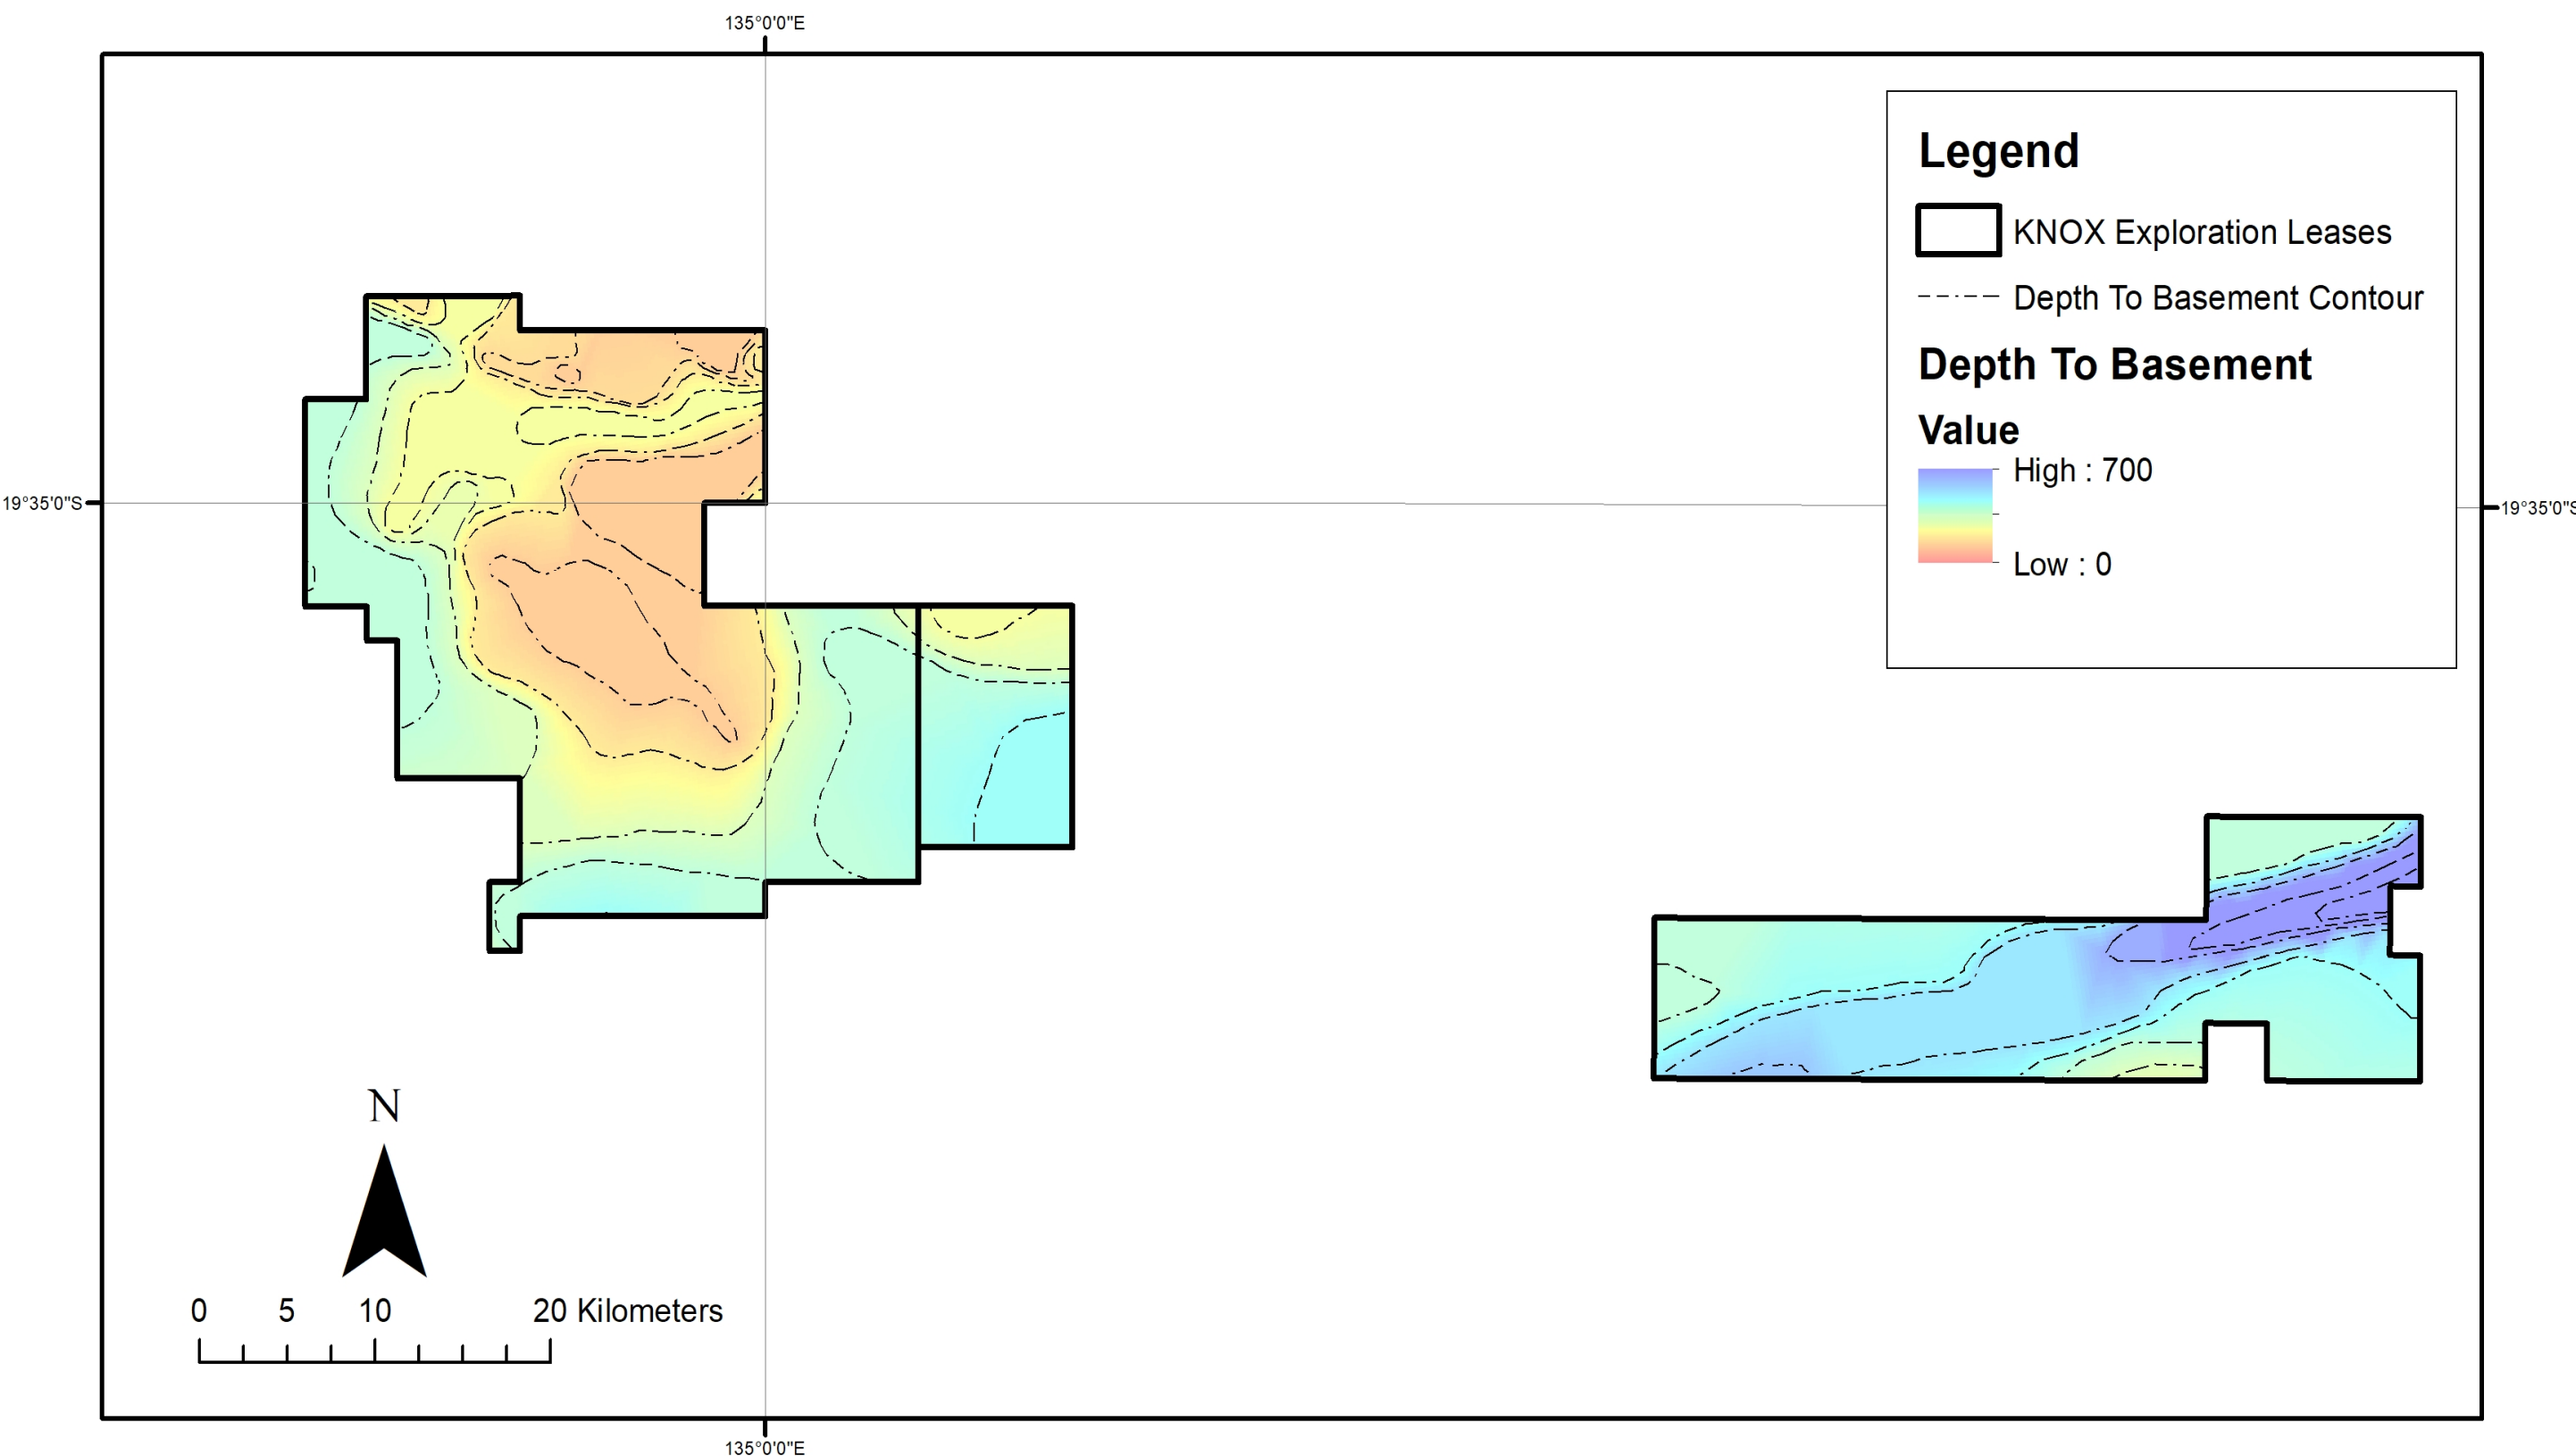 135°0'0"E
Legend
KNOX Exploration Leases
Depth To Basement Contour
Depth To Basement
Value
High : 700
Low : 0
19°35'0"S
19°35'0"S
N
0 5 10 20 Kilometers
135°0'0"E